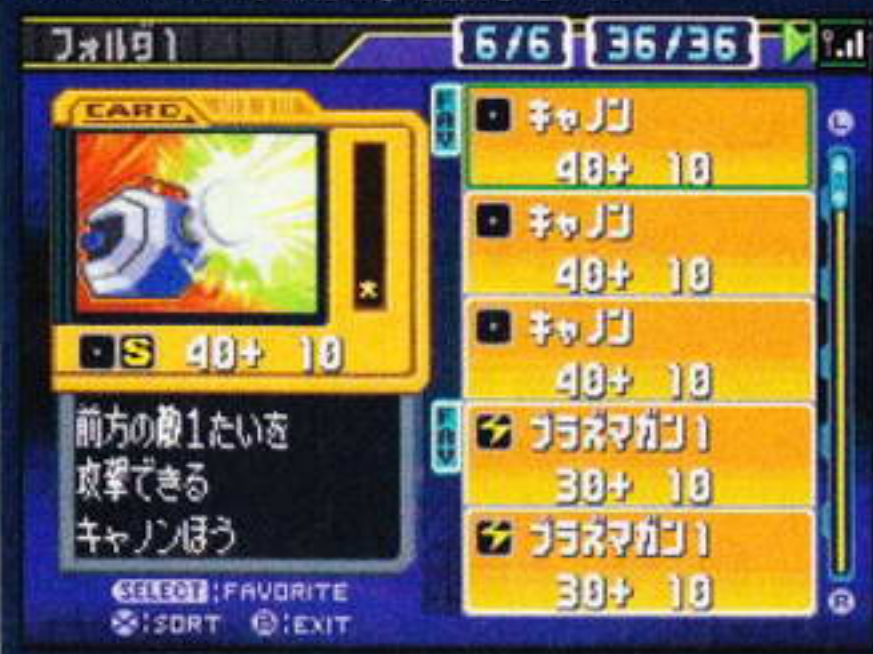 フォルダ1
6/6
36/36
CARD
★
S 40+ 10
前方の敵1たいを
攻撃できる
キャノンほう
SELECT:FAVORITE
X:SORT B:EXIT
FAV
キャノン
40+ 10
キャノン
40+ 10
キャノン
40+ 10
FAV
プラズマガン1
30+ 10
プラズマガン1
30+ 10
L
R